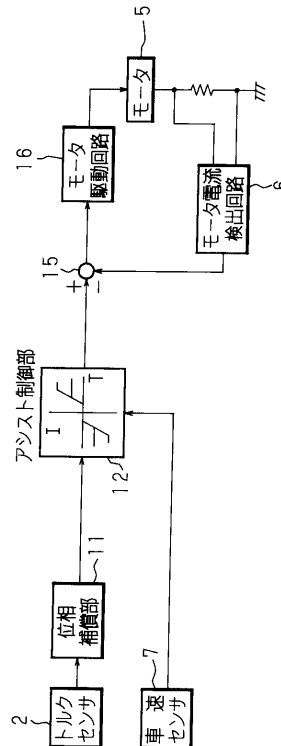 2
トルク
センサ
11
位相
補償部
アシスト制御部
I
T
12
15
+
−
16
モータ
駆動回路
5
モータ
モータ電流
検出回路
6
7
車速
センサ